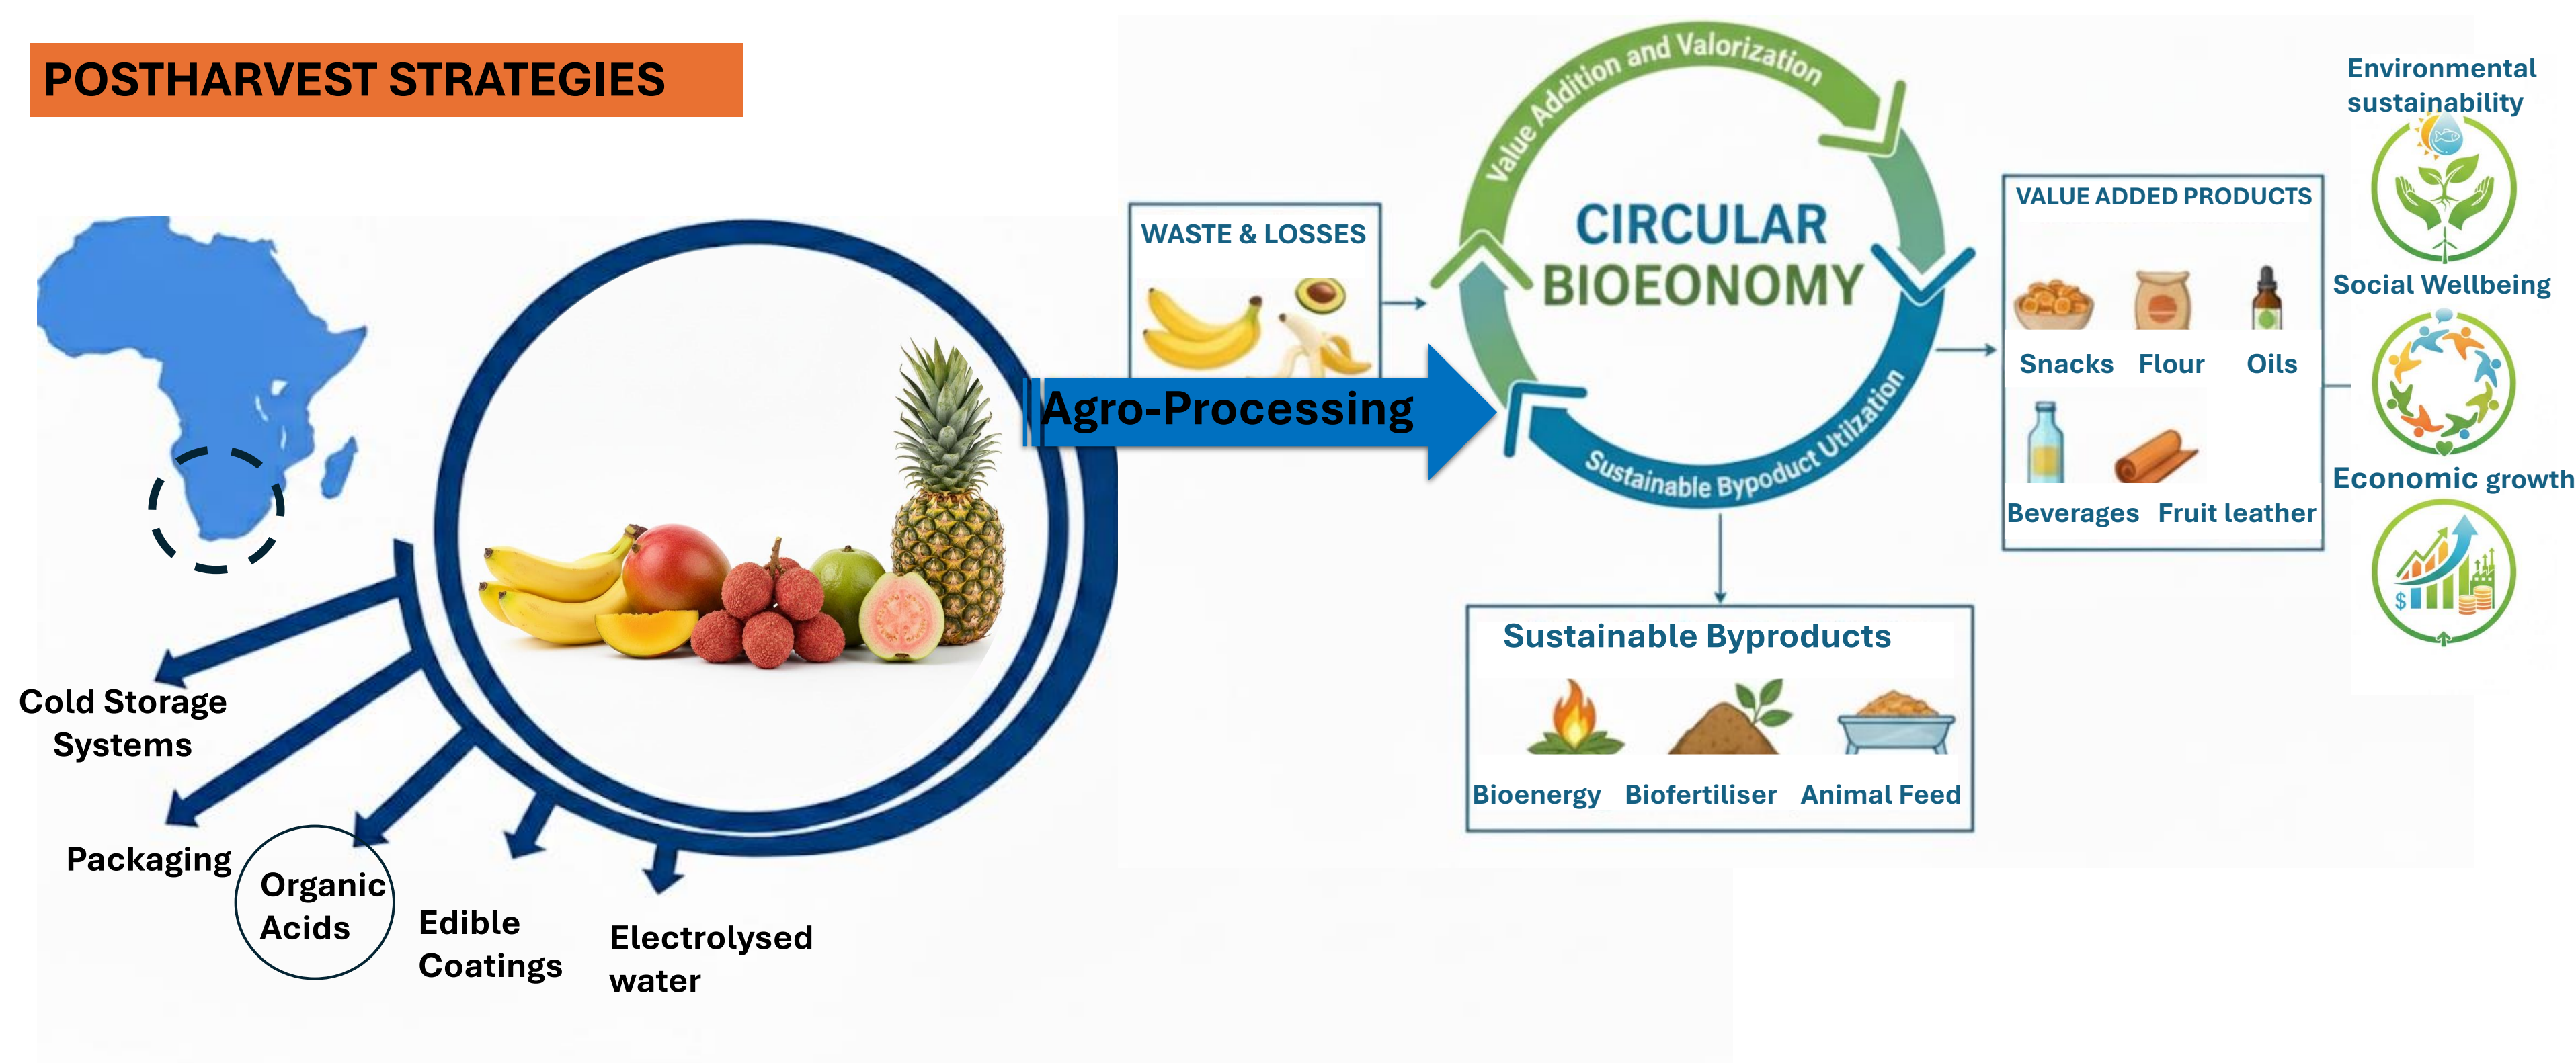 POSTHARVEST STRATEGIES
Cold Storage
Systems
Packaging
Organic
Acids
Edible
Coatings
Electrolysed
water
Agro-Processing
WASTE & LOSSES
Value Addition and Valorization
CIRCULAR
BIOEONOMY
Sustainable Bypoduct Utilzation
VALUE ADDED PRODUCTS
Snacks Flour Oils
Beverages Fruit leather
Sustainable Byproducts
Bioenergy Biofertiliser Animal Feed
Environmental
sustainability
Social Wellbeing
Economic growth
$